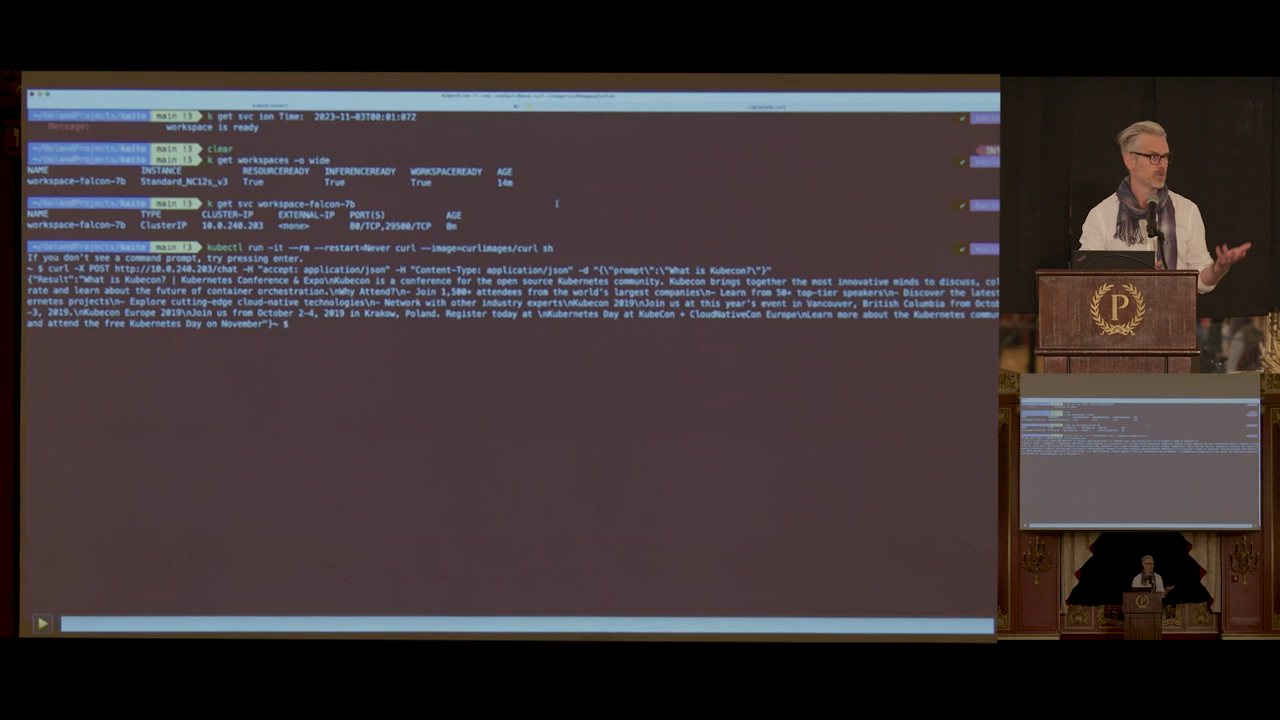 ~/GolandProjects/kaito main !3 k get svc ion Time: 2023-11-03T00:01:07Z
Message: workspace is ready
~/GolandProjects/kaito main !3 clear
~/GolandProjects/kaito main !3 k get workspaces -o wide
NAME INSTANCE RESOURCEREADY INFERENCEREADY WORKSPACEREADY AGE
workspace-falcon-7b Standard_NC12s_v3 True True True 14m
~/GolandProjects/kaito main !3 k get svc workspace-falcon-7b
NAME TYPE CLUSTER-IP EXTERNAL-IP PORT(S) AGE
workspace-falcon-7b ClusterIP 10.0.240.203 <none> 80/TCP,29500/TCP 8m
~/GolandProjects/kaito main !3 kubectl run -it --rm --restart=Never curl --image=curlimages/curl sh
If you don't see a command prompt, try pressing enter.
~ $ curl -X POST http://10.0.240.203/chat -H "accept: application/json" -H "Content-Type: application/json" -d "{\"prompt\":\"What is Kubecon?\"}"
{"Result":"What is Kubecon? | Kubernetes Conference & Expo\nKubecon is a conference for the open source Kubernetes community. Kubecon brings together the most innovative minds to discuss, col
rate and learn about the future of container orchestration.\nWhy Attend?\n- Join 1,500+ attendees from the world's largest companies\n- Learn from 50+ top-tier speakers\n- Discover the latest
ernetes projects\n- Explore cutting-edge cloud-native technologies\n- Network with other industry experts\nKubecon 2019\nJoin us at this year's event in Vancouver, British Columbia from Octob
-3, 2019.\nKubecon Europe 2019\nJoin us from October 2-4, 2019 in Krakow, Poland. Register today at \nKubernetes Day at KubeCon + CloudNativeCon Europe\nLearn more about the Kubernetes commun
and attend the free Kubernetes Day on November"}~ $
P